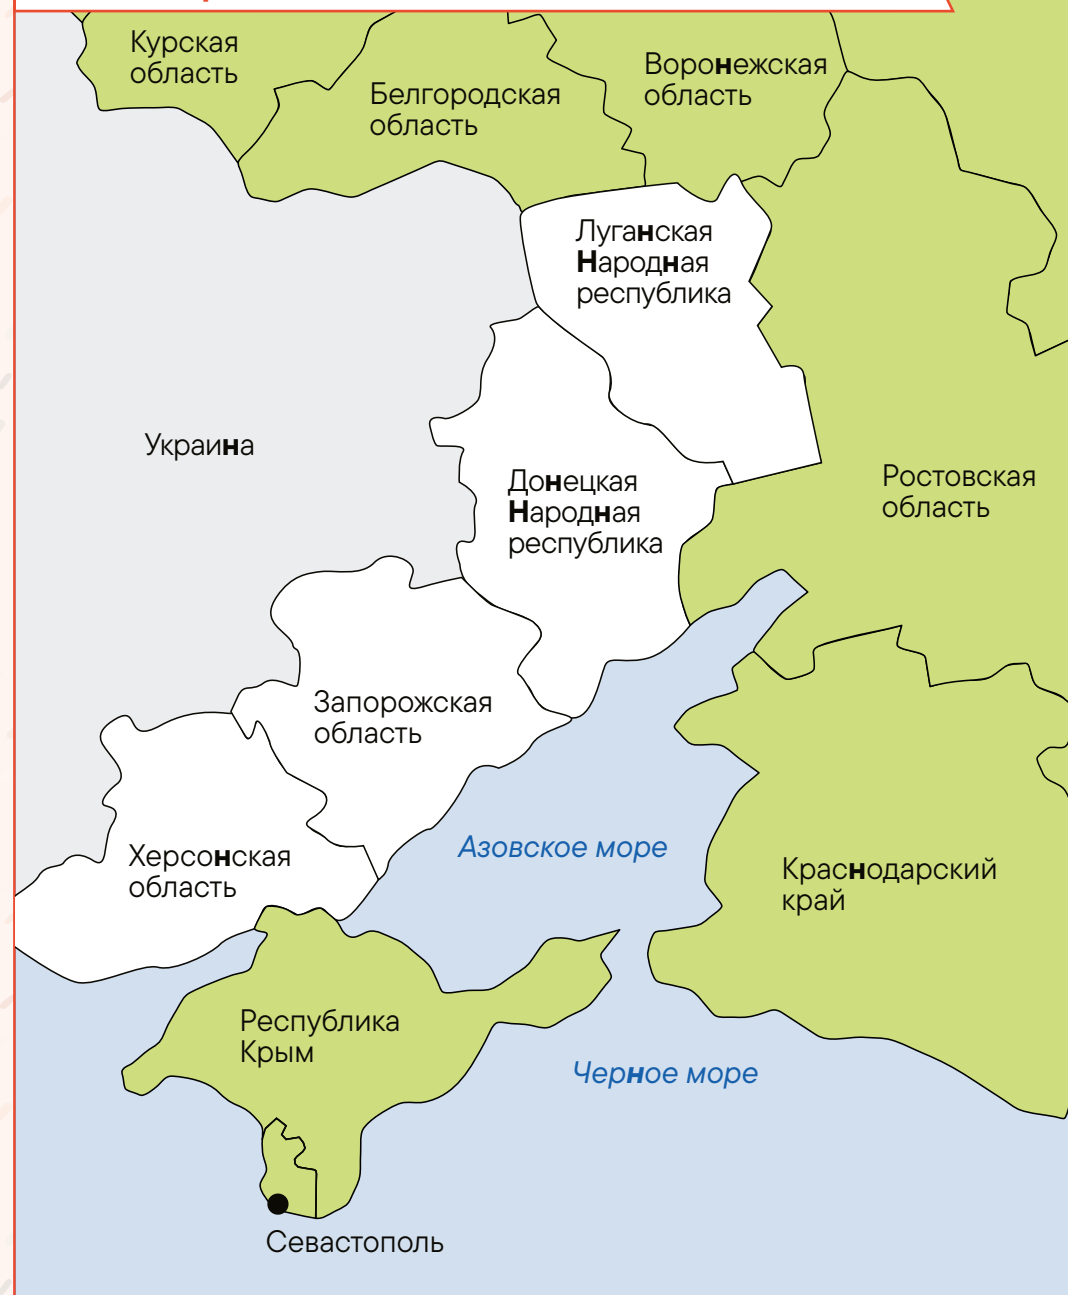 Курская
область
Белгородская
область
Воронежская
область
Луганская
Народная
республика
Украина
Донецкая
Народная
республика
Ростовская
область
Запорожская
область
Херсонская
область
Азовское море
Краснодарский
край
Республика
Крым
Черное море
Севастополь